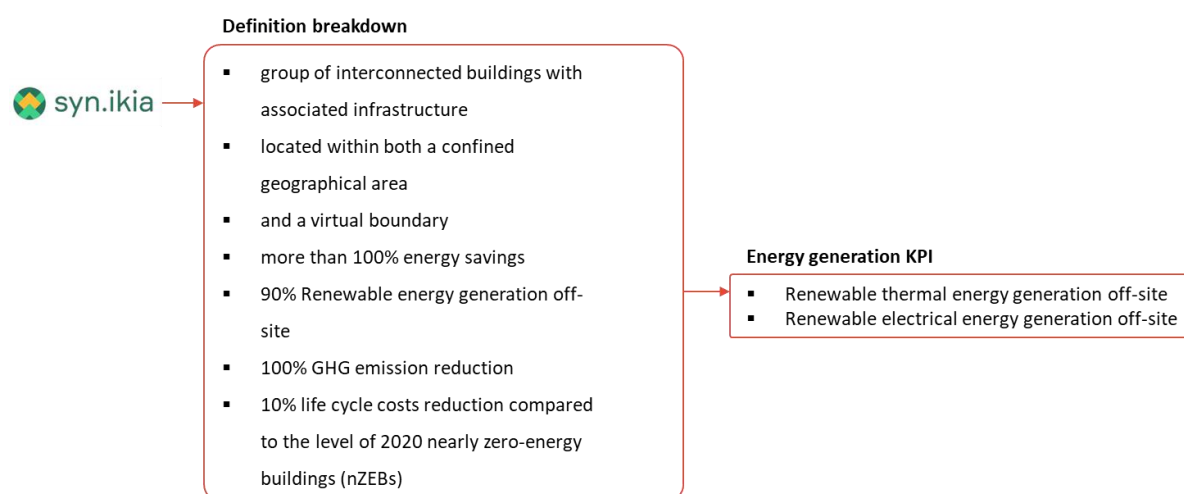 Definition breakdown
syn.ikia
▪ group of interconnected buildings with
associated infrastructure
▪ located within both a confined
geographical area
▪ and a virtual boundary
▪ more than 100% energy savings
▪ 90% Renewable energy generation off-
site
▪ 100% GHG emission reduction
▪ 10% life cycle costs reduction compared
to the level of 2020 nearly zero-energy
buildings (nZEBs)
Energy generation KPI
▪ Renewable thermal energy generation off-site
▪ Renewable electrical energy generation off-site